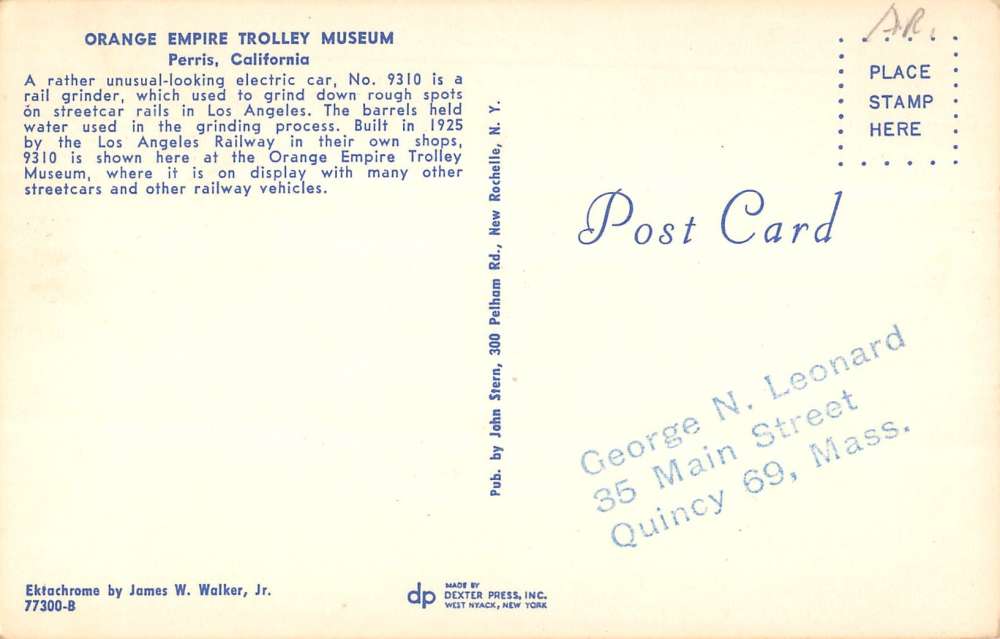 ORANGE EMPIRE TROLLEY MUSEUM
Perris, California
A rather unusual-looking electric car, No. 9310 is a
rail grinder, which used to grind down rough spots
on streetcar rails in Los Angeles. The barrels held
water used in the grinding process. Built in 1925
by the Los Angeles Railway in their own shops,
9310 is shown here at the Orange Empire Trolley
Museum, where it is on display with many other
streetcars and other railway vehicles.
Ektachrome by James W. Walker, Jr.
77300-B
Pub. by John Stern, 300 Pelham Rd., New Rochelle, N. Y.
dp
MADE BY
DEXTER PRESS, INC.
WEST NYACK, NEW YORK
AR.
PLACE
STAMP
HERE
Post Card
George N. Leonard
35 Main Street
Quincy 69, Mass.